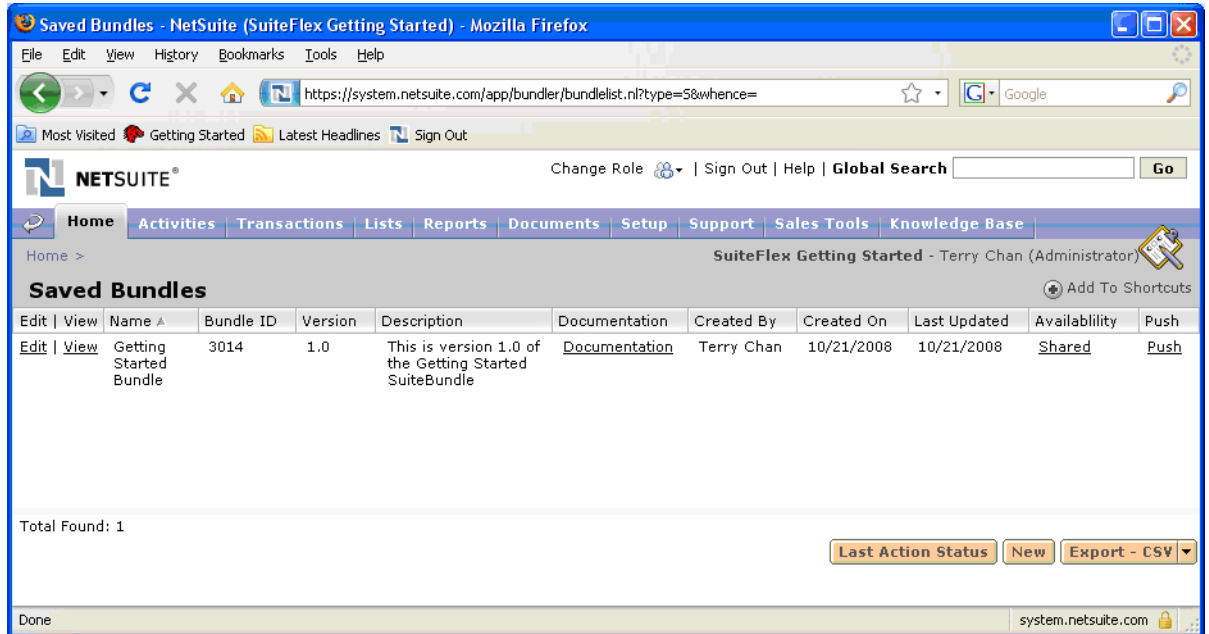 Saved Bundles - NetSuite (SuiteFlex Getting Started) - Mozilla Firefox
File Edit View History Bookmarks Tools Help
N https://system.netsuite.com/app/bundler/bundlelist.nl?type=S&whence= G Google
Most Visited Getting Started Latest Headlines N Sign Out
N NETSUITE® Change Role | Sign Out | Help | Global Search Go
Home Activities Transactions Lists Reports Documents Setup Support Sales Tools Knowledge Base
Home > SuiteFlex Getting Started - Terry Chan (Administrator)
Saved Bundles Add To Shortcuts
Edit | View Name Bundle ID Version Description Documentation Created By Created On Last Updated Availablility Push
Edit | View Getting 3014 1.0 This is version 1.0 of Documentation Terry Chan 10/21/2008 10/21/2008 Shared Push
Started the Getting Started
Bundle SuiteBundle
Total Found: 1
Last Action Status New Export - CSV
Done system.netsuite.com